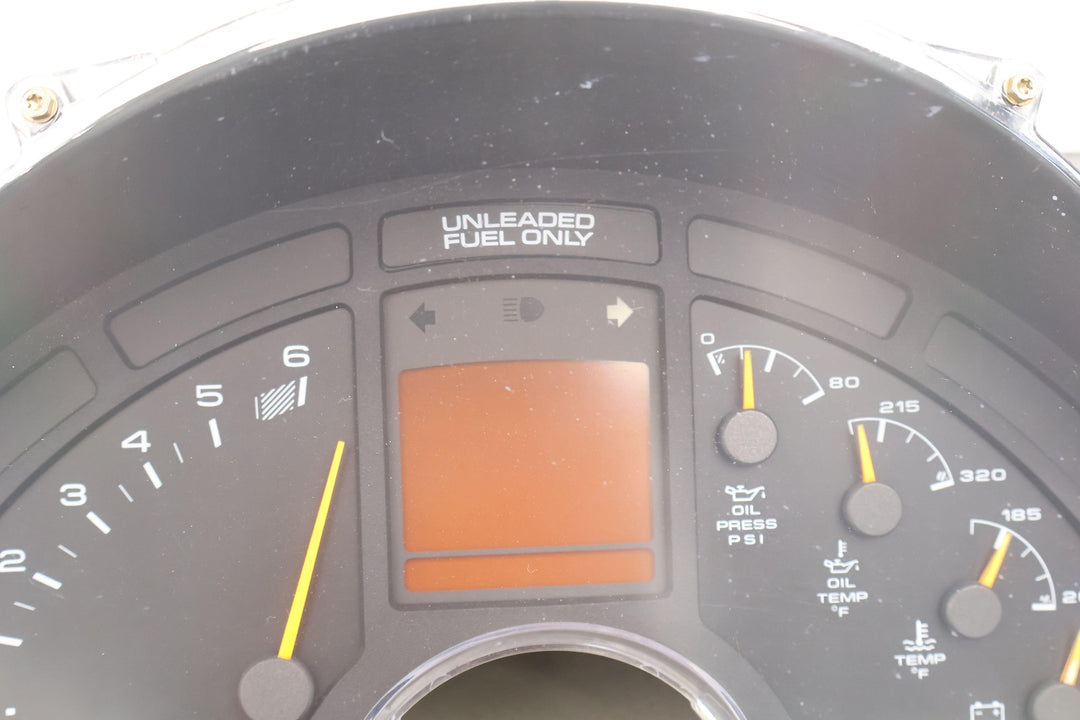 UNLEADED
FUEL ONLY
6
5
4
3
2
0
80
OIL
PRESS
PSI
215
320
OIL
TEMP
°F
185
TEMP
°F